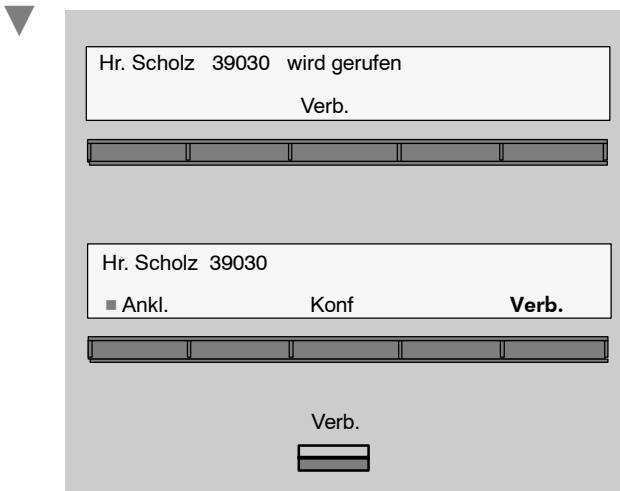 Hr. Scholz 39030 wird gerufen
Verb.
Hr. Scholz 39030
Ankl. Konf Verb.
Verb.